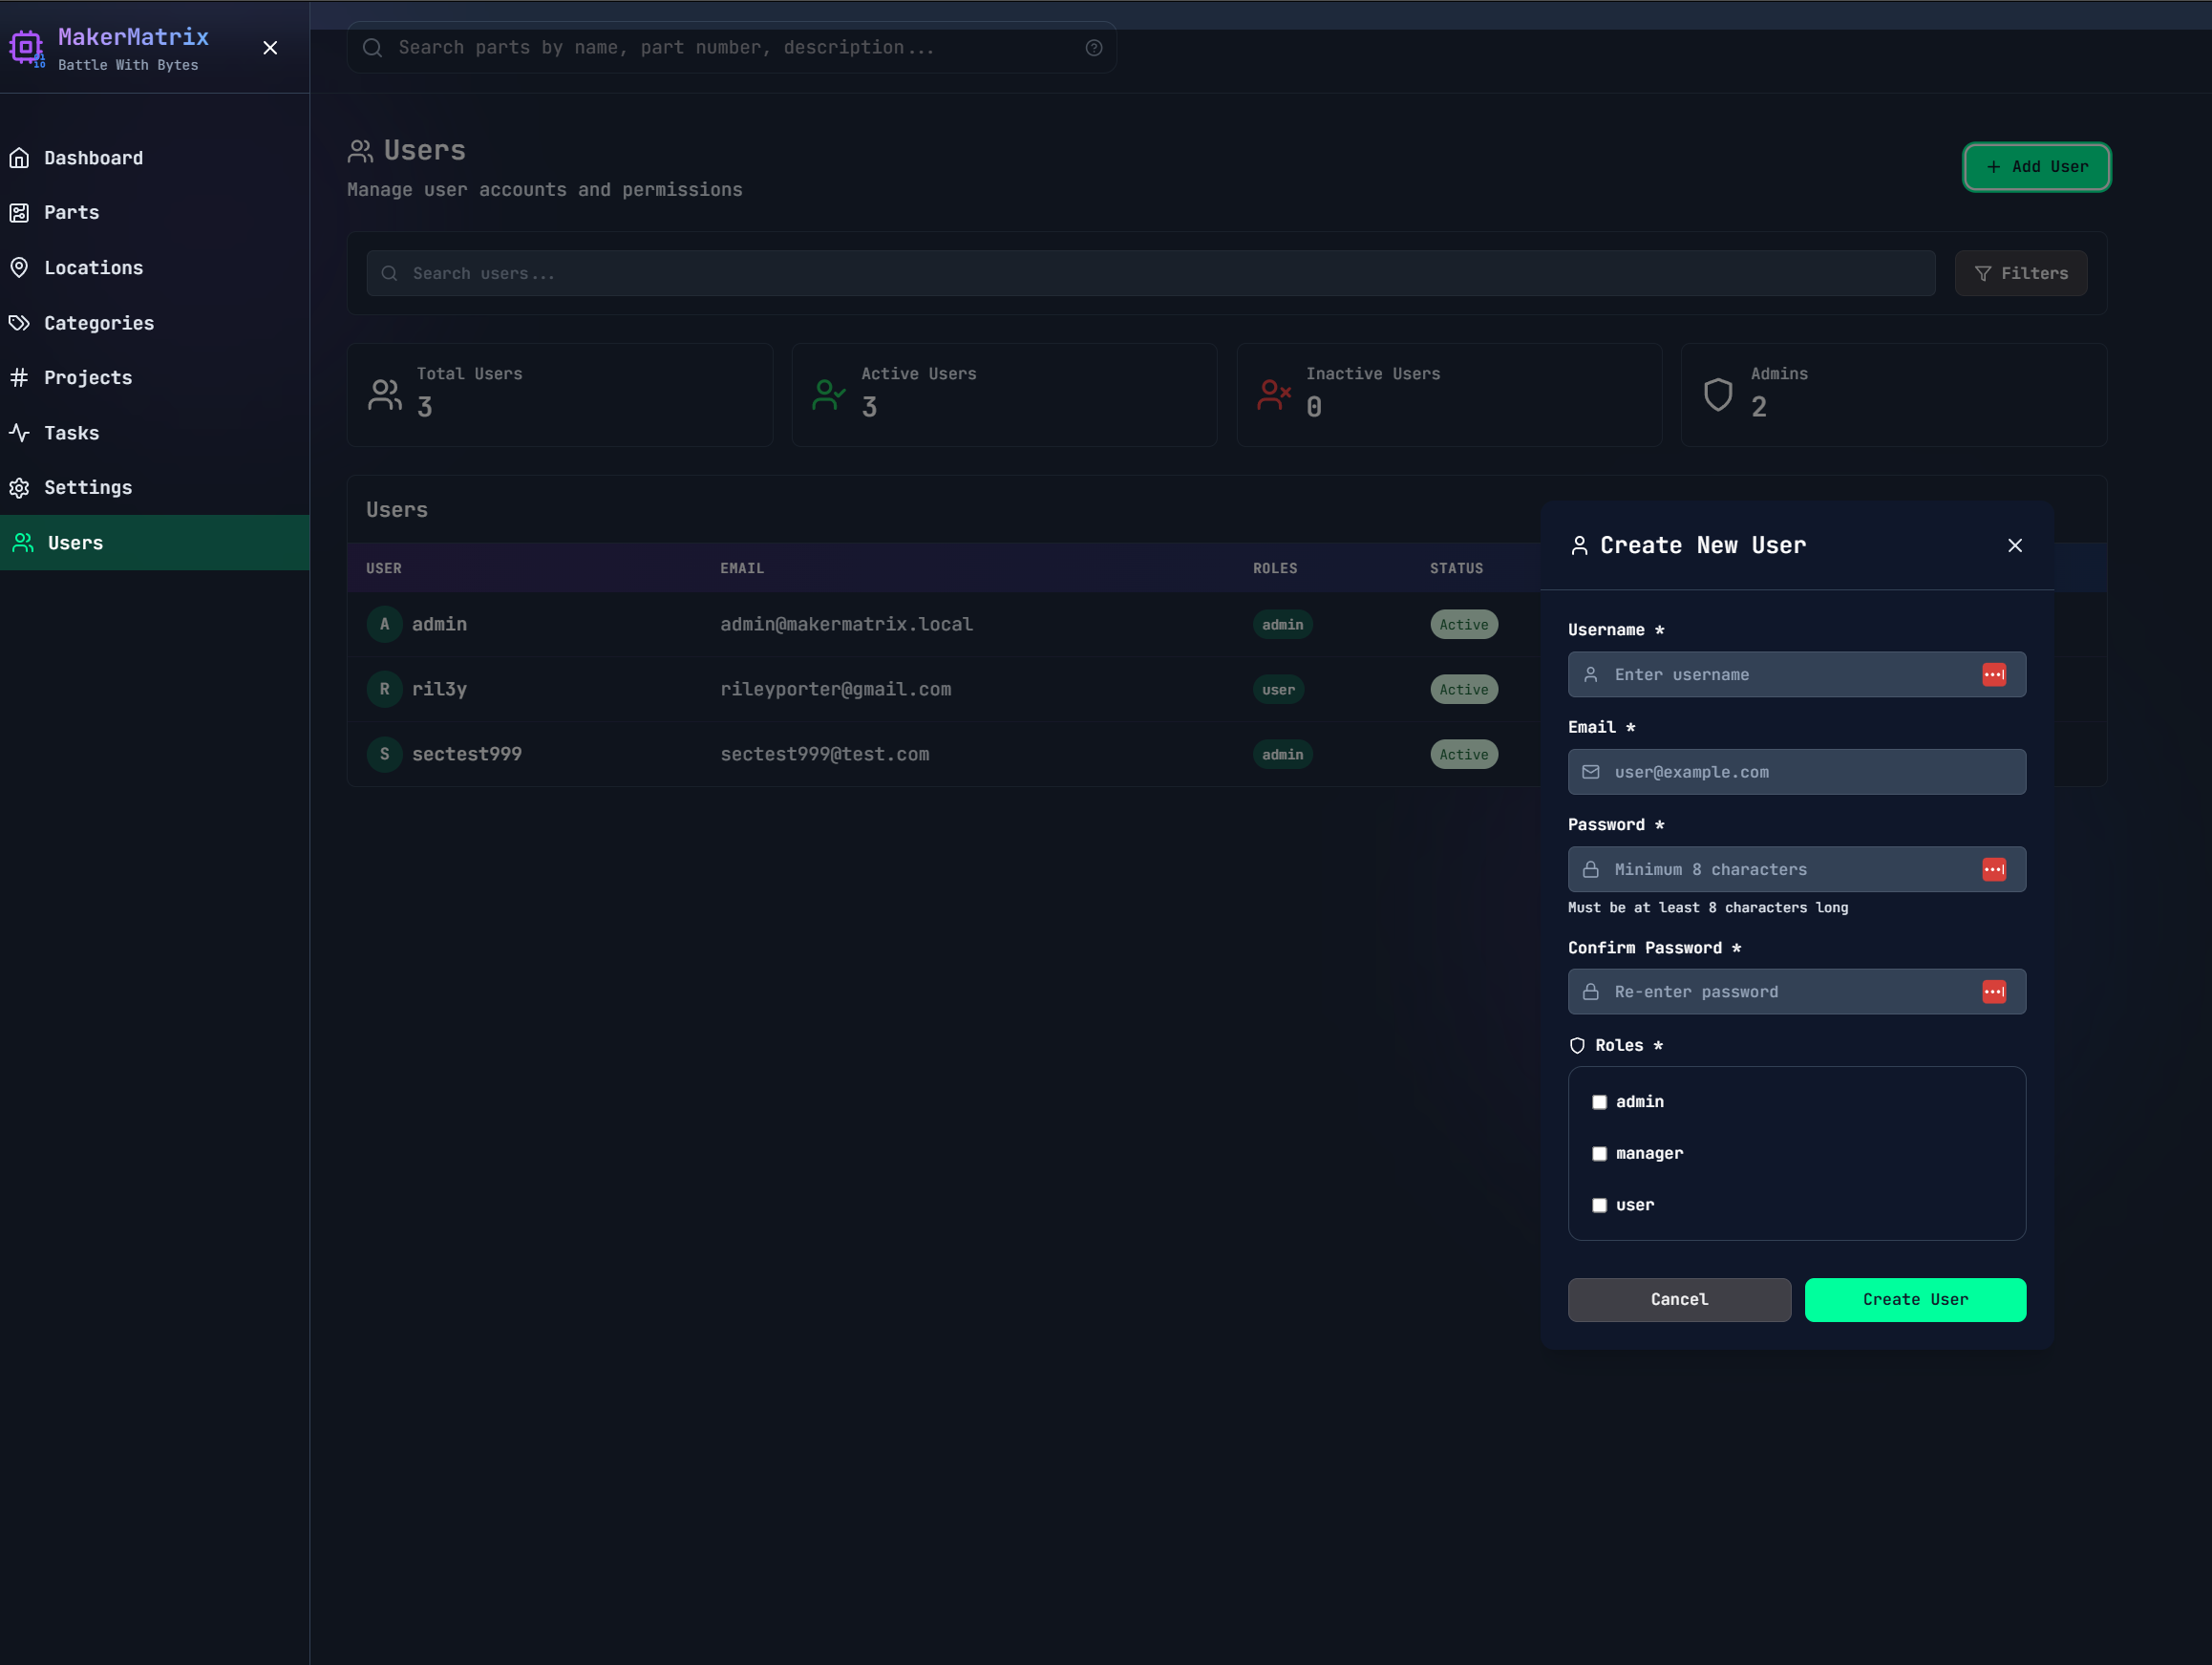 MakerMatrix
Battle With Bytes
Search parts by name, part number, description...
Dashboard
Parts
Locations
Categories
Projects
Tasks
Settings
Users
Users
Manage user accounts and permissions
+ Add User
Search users...
Filters
Total Users
3
Active Users
3
Inactive Users
0
Admins
2
Users
USER EMAIL ROLES STATUS
A admin admin@makermatrix.local admin Active
R ril3y rileyporter@gmail.com user Active
S sectest999 sectest999@test.com admin Active
Create New User
Username *
Enter username
Email *
user@example.com
Password *
Minimum 8 characters
Must be at least 8 characters long
Confirm Password *
Re-enter password
Roles *
admin
manager
user
Cancel
Create User